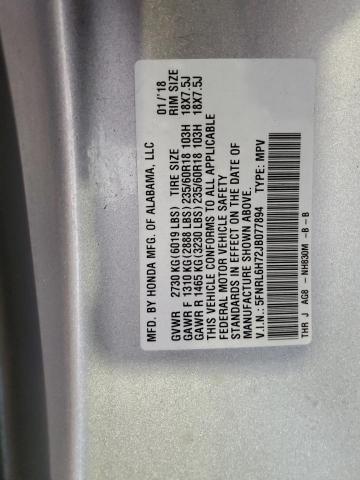 MFD. BY HONDA MFG. OF ALABAMA, LLC 01/'18
GVWR 2730 KG(6019 LBS) TIRE SIZE RIM SIZE
GAWR F 1310 KG(2888 LBS) 235/60R18 103H 18X7.5J
GAWR R 1465 KG(3230 LBS) 235/60R18 103H 18X7.5J
THIS VEHICLE CONFORMS TO ALL APPLICABLE
FEDERAL MOTOR VEHICLE SAFETY
STANDARDS IN EFFECT ON THE DATE OF
MANUFACTURE SHOWN ABOVE.
V.I.N.: 5FNRL6H72JB077894 TYPE: MPV
THR J AG8 - NH830M -B -B